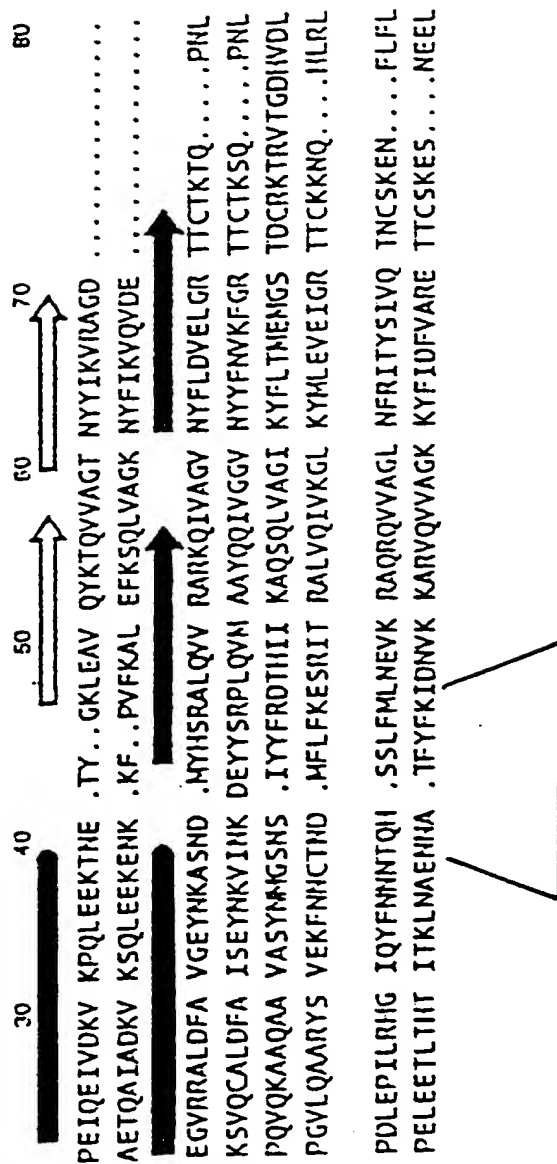 30 40 50 60 70 80
PEIQEIVDKV KPQLEEKTNE .TY..GKLEAV QYKTQVVAGT NYYIKVRAGD ..........
AETQAIADKV KSQLEEKENK .KF..PVFKAL EFKSQLVAGK NYFIKVQVDE ..........
EGVRRALDFA VGEYNKASND .MYHSRALQVV RARKQIVAGV NYFLDVELGR TTCTKTQ.....PNL
KSVQCALDFA ISEYNKVINK DEYYSRPLQVM AAYQQIVGGV NYYFNVKFGR TTCTKSQ.....PNL
PQVQKAAQAA VASYNMGSNS .IYYFRDTHII KAQSQLVAGI KYFLTMEMGS TDCRKTRVTGDHVDL
PGVLQAARYS VEKFNNCTND .MFLFKESRIT RALVQIVKGL KYMLEVEIGR TTCKKNQ.....HLRL
PDLEPILRHG IQYFNNNTQH .SSLFMLNEVK RAQRQVVAGL NFRITYSIVQ TNCSKEN.....FLFL
PELEETLTHT ITKLNAENNA .TFYFKIDNVK KARVQVVAGK KYFIDFVARE TTCSKES.....NEEL